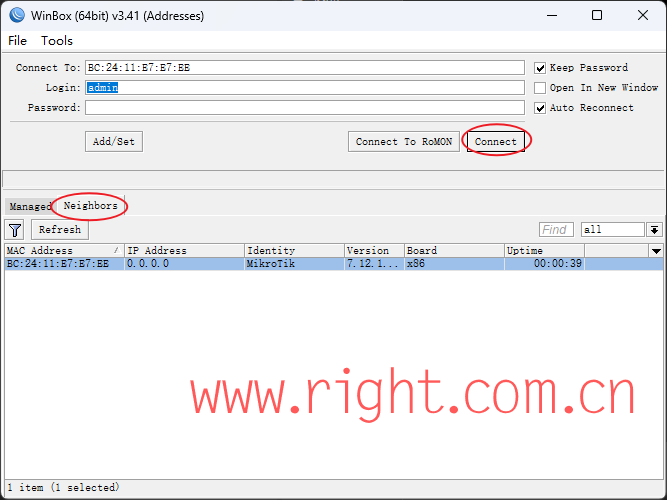 WinBox (64bit) v3.41 (Addresses)
File Tools
Connect To: BC:24:11:E7:E7:EE Keep Password
Login: admin Open In New Window
Password: Auto Reconnect
Add/Set Connect To RoMON Connect
Managed Neighbors
Refresh Find all
MAC Address IP Address Identity Version Board Uptime
BC:24:11:E7:E7:EE 0.0.0.0 MikroTik 7.12.1... x86 00:00:39
www.right.com.cn
1 item (1 selected)